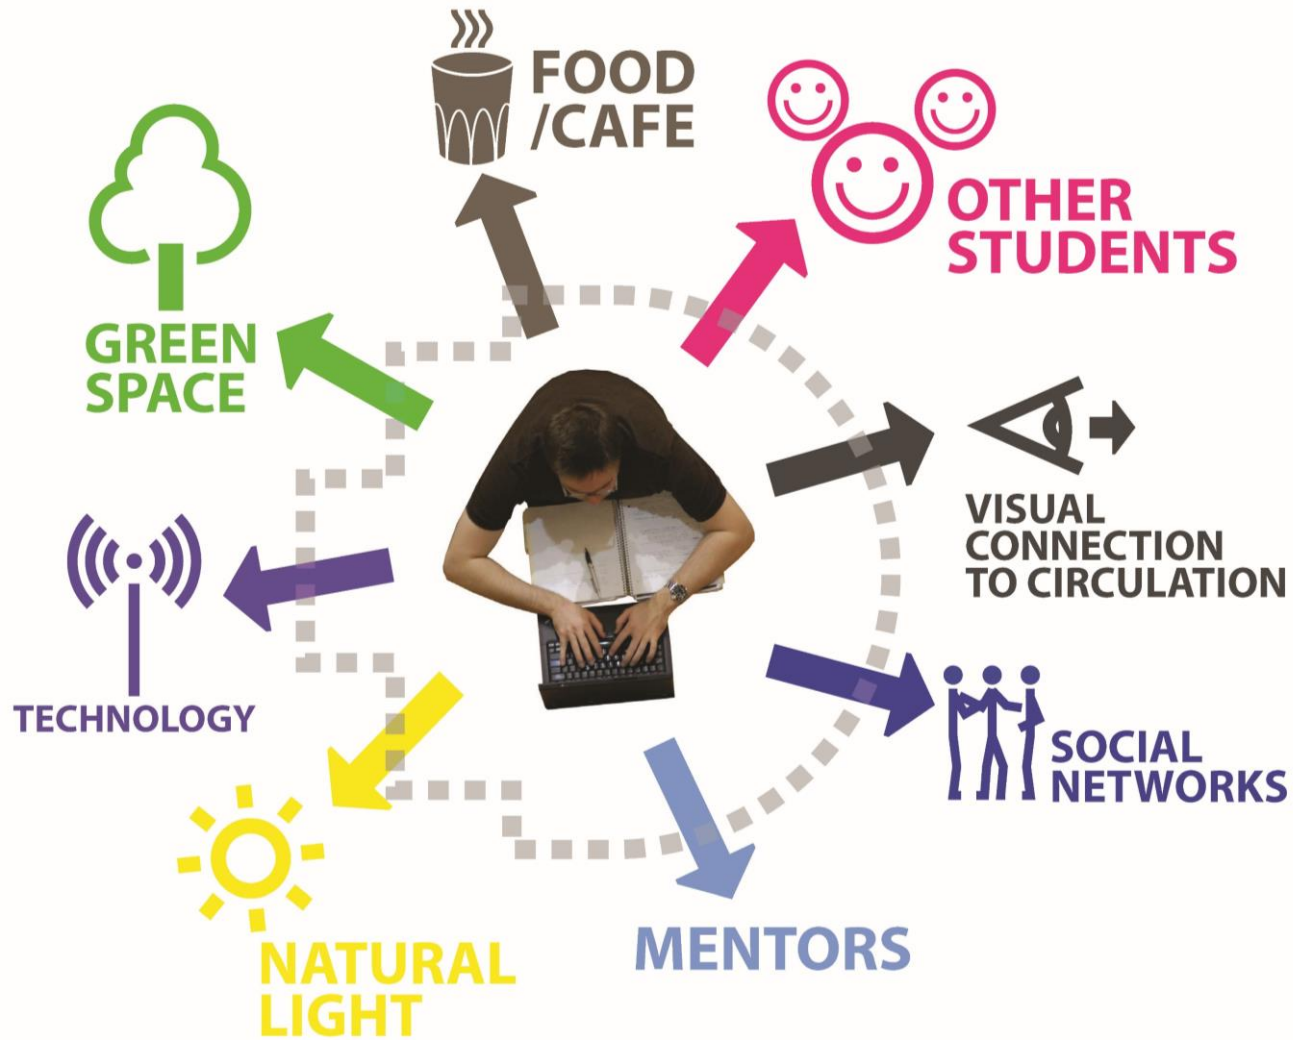 FOOD
/CAFE
OTHER
STUDENTS
GREEN
SPACE
VISUAL
CONNECTION
TO CIRCULATION
TECHNOLOGY
SOCIAL
NETWORKS
MENTORS
NATURAL
LIGHT